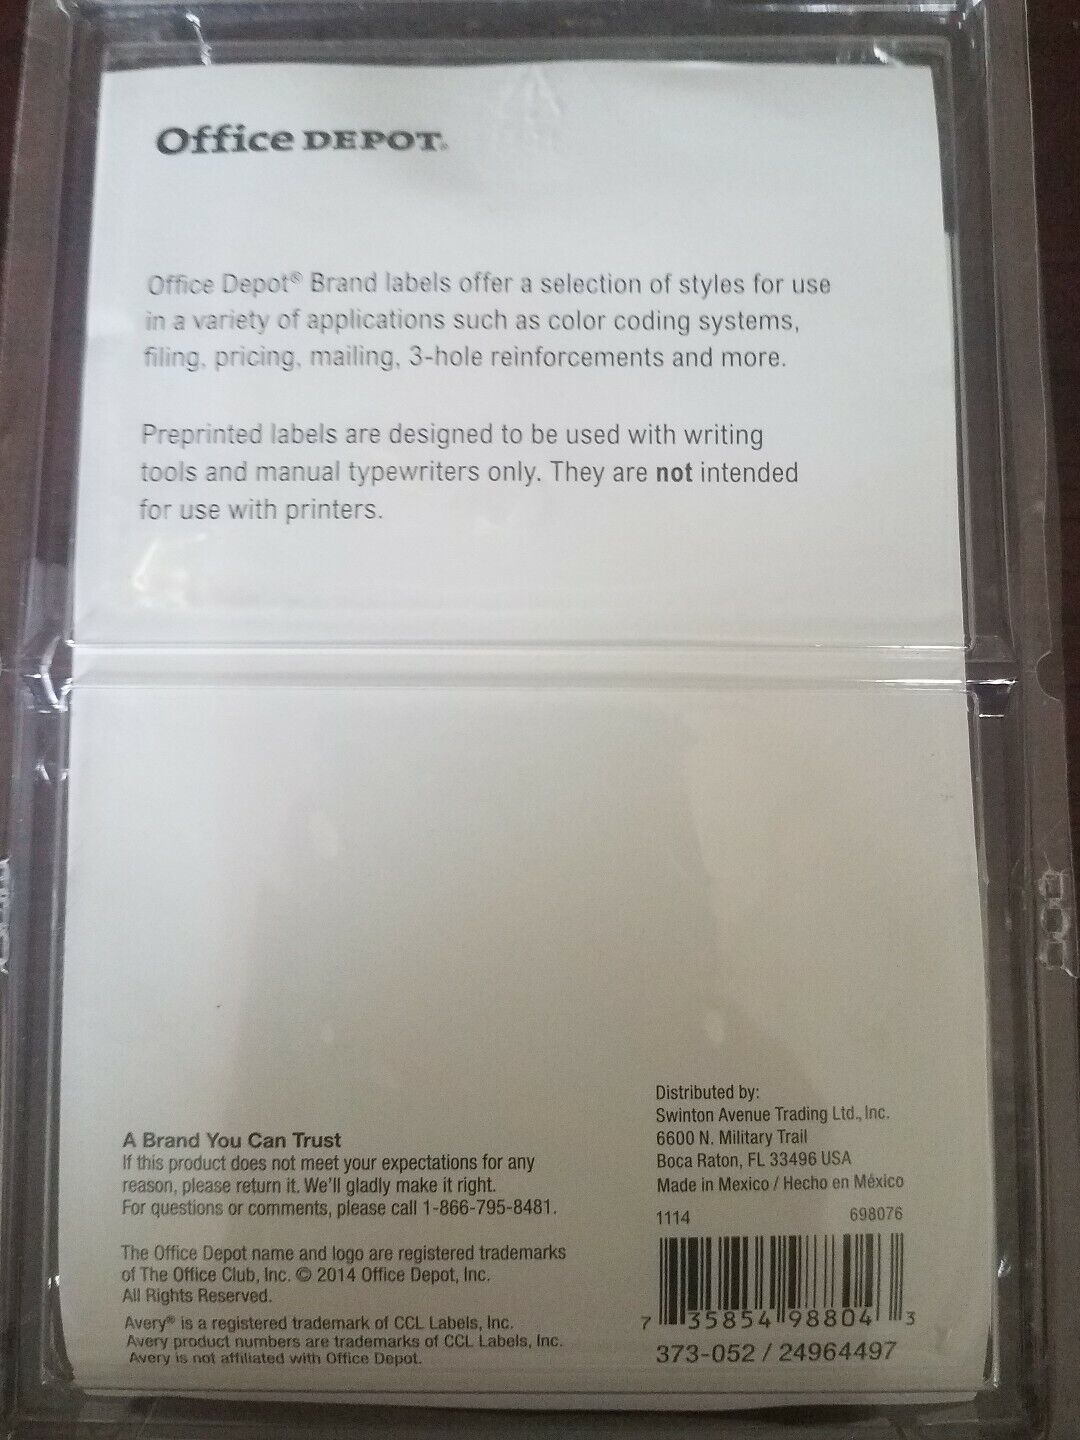 Office DEPOT®
Office Depot® Brand labels offer a selection of styles for use
in a variety of applications such as color coding systems,
filing, pricing, mailing, 3-hole reinforcements and more.
Preprinted labels are designed to be used with writing
tools and manual typewriters only. They are not intended
for use with printers.
A Brand You Can Trust
If this product does not meet your expectations for any
reason, please return it. We'll gladly make it right.
For questions or comments, please call 1-866-795-8481.
The Office Depot name and logo are registered trademarks
of The Office Club, Inc. © 2014 Office Depot, Inc.
All Rights Reserved.
Avery® is a registered trademark of CCL Labels, Inc.
Avery product numbers are trademarks of CCL Labels, Inc.
Avery is not affiliated with Office Depot.
Distributed by:
Swinton Avenue Trading Ltd., Inc.
6600 N. Military Trail
Boca Raton, FL 33496 USA
Made in Mexico / Hecho en México
1114 698076
7 35854 98804 3
373-052 / 24964497